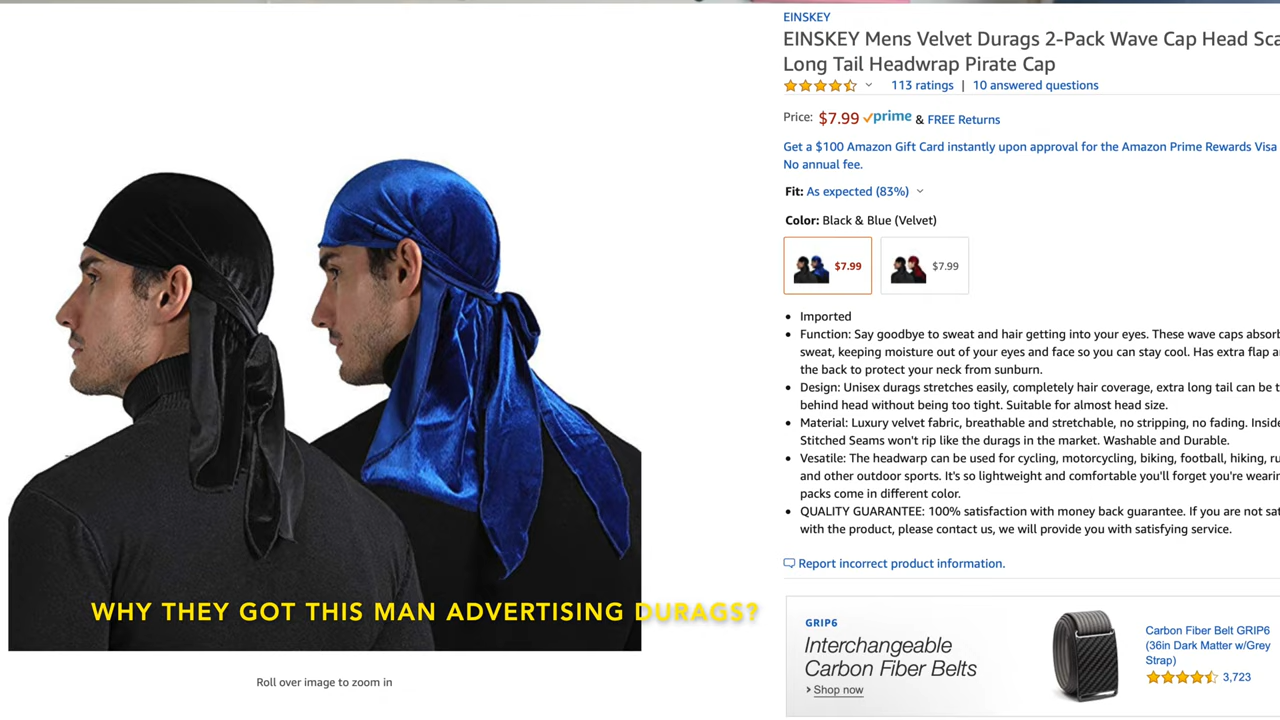 EINSKEY
EINSKEY Mens Velvet Durags 2-Pack Wave Cap Head
Long Tail Headwrap Pirate Cap
113 ratings | 10 answered questions
Price: $7.99 prime & FREE Returns
Get a $100 Amazon Gift Card instantly upon approval for the Amazon Prime Rewards Visa
No annual fee.
Fit: As expected (83%)
Color: Black & Blue (Velvet)
$7.99
$7.99
Imported
Function: Say goodbye to sweat and hair getting into your eyes. These wave caps
sweat, keeping moisture out of your eyes and face so you can stay cool. Has extra flap
the back to protect your neck from sunburn.
Design: Unisex durags stretches easily, completely hair coverage, extra long tail can be
behind head without being too tight. Suitable for almost head size.
Material: Luxury velvet fabric, breathable and stretchable, no stripping, no fading.
Stitched Seams won't rip like the durags in the market. Washable and Durable.
Vesatile: The headwarp can be used for cycling, motorcycling, biking, football, hiking,
and other outdoor sports. It's so lightweight and comfortable you'll forget you're
packs come in different color.
QUALITY GUARANTEE: 100% satisfaction with money back guarantee. If you are not
with the product, please contact us, we will provide you with satisfying service.
Report incorrect product information.
WHY THEY GOT THIS MAN ADVERTISING DURAGS?
Roll over image to zoom in
GRIP6
Interchangeable
Carbon Fiber Belts
Shop now
Carbon Fiber Belt GRIP6
(36in Dark Matter w/Grey
Strap)
3,723